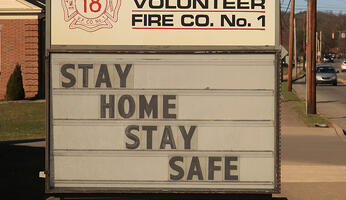 18
VOLUNTEER
FIRE CO. No. 1
STAY
HOME
STAY
SAFE